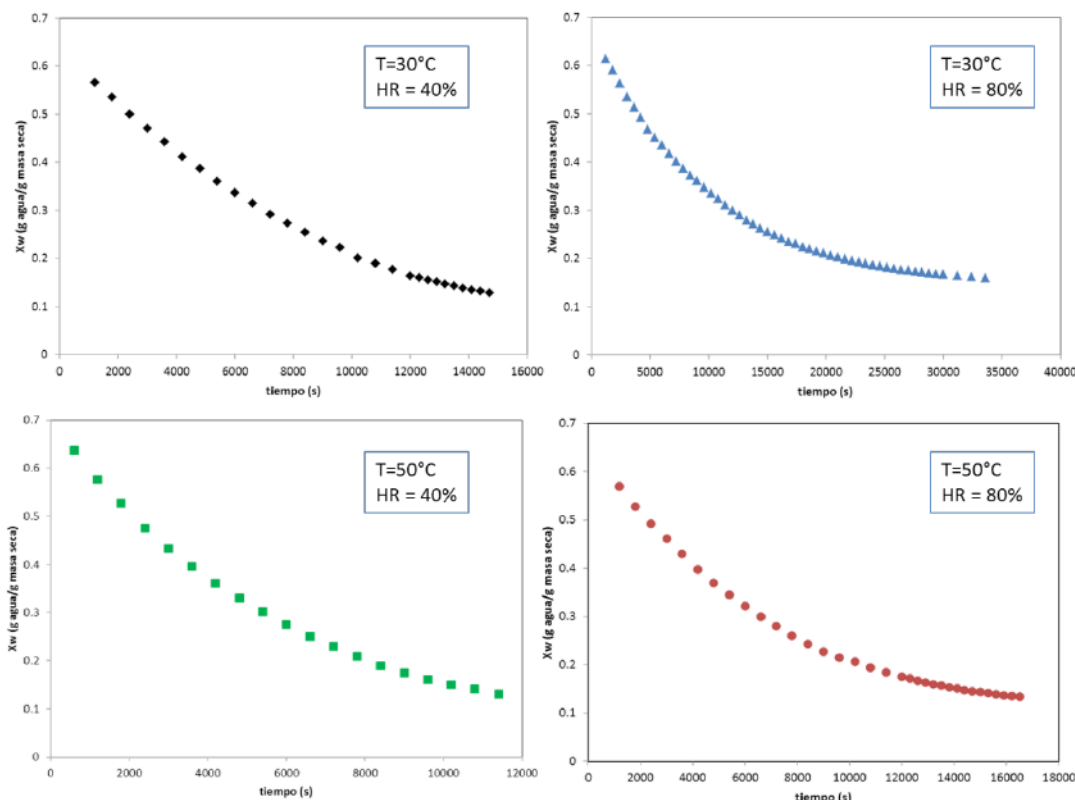 0.7
0.6
0.5
0.4
0.3
0.2
0.1
0
Xw (g agua/g masa seca)
T=30°C
HR = 40%
0 2000 4000 6000 8000 10000 12000 14000 16000
tiempo (s)
0.7
0.6
0.5
0.4
0.3
0.2
0.1
0
Xw (g agua/g masa seca)
T=30°C
HR = 80%
0 5000 10000 15000 20000 25000 30000 35000 40000
tiempo (s)
0.7
0.6
0.5
0.4
0.3
0.2
0.1
0
Xw (g agua/g masa seca)
T=50°C
HR = 40%
0 2000 4000 6000 8000 10000 12000
tiempo (s)
0.7
0.6
0.5
0.4
0.3
0.2
0.1
0
Xw (g agua/g masa seca)
T=50°C
HR = 80%
0 2000 4000 6000 8000 10000 12000 14000 16000 18000
tiempo (s)